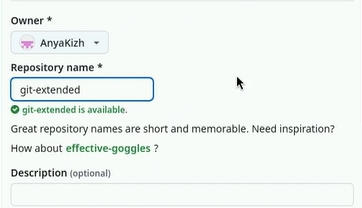 Owner *
AnyaKizh
Repository name *
git-extended
git-extended is available.
Great repository names are short and memorable. Need inspiration?
How about effective-goggles ?
Description (optional)